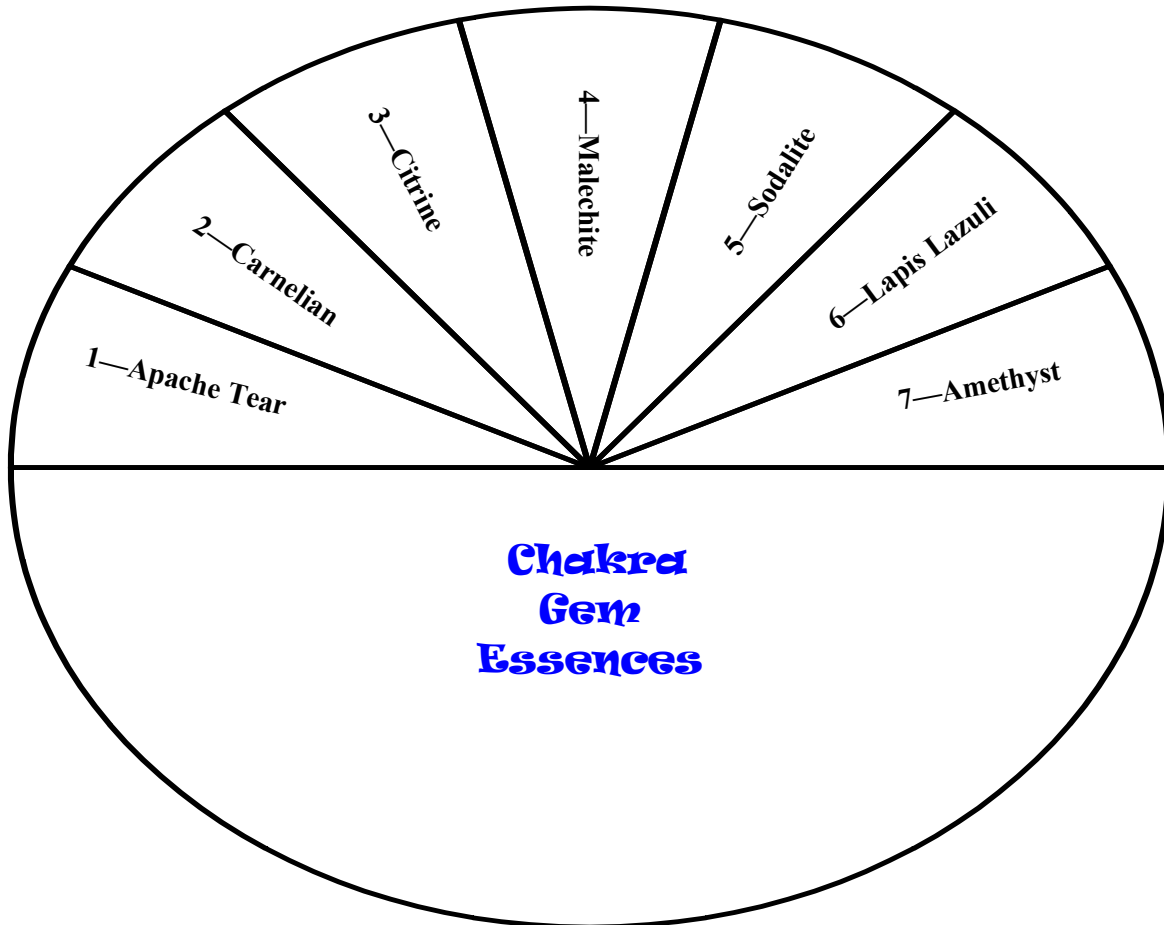 1—Apache Tear
2—Carnelian
3—Citrine
4—Malechite
5—Sodalite
6—Lapis Lazuli
7—Amethyst
Chakra
Gem
Essences